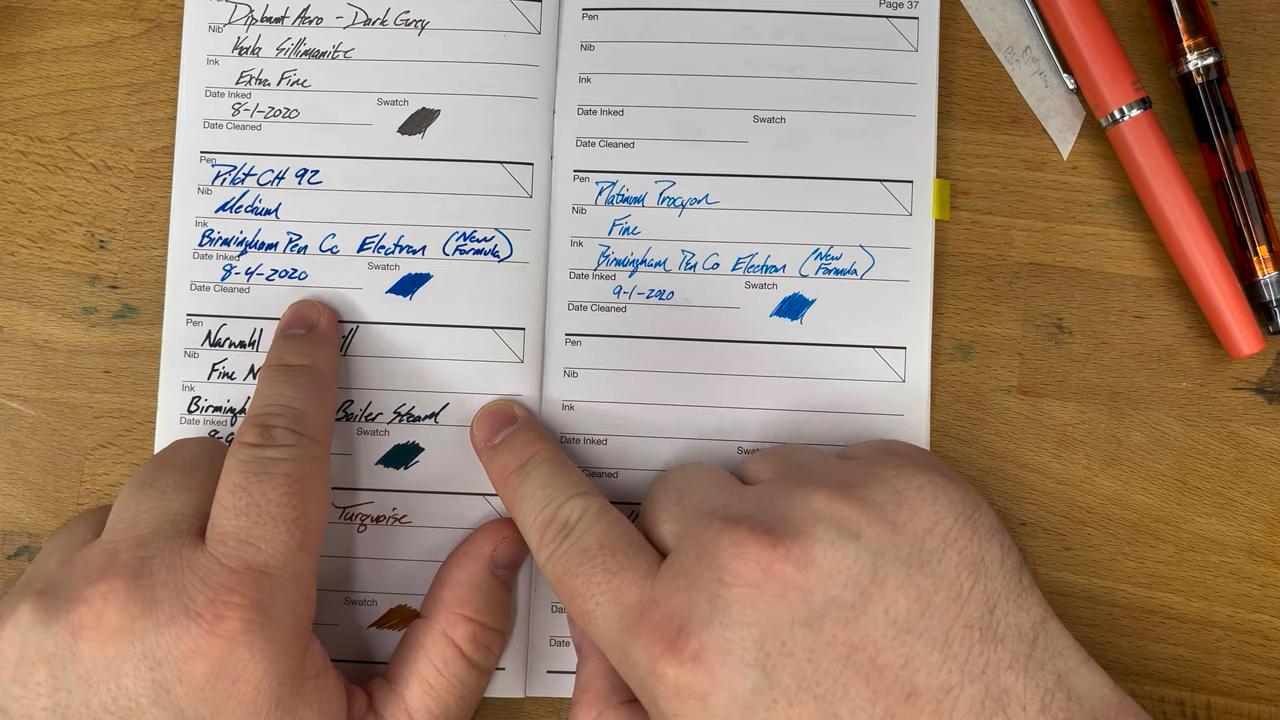 Pen
Diplomat Aero - Dark Grey
Nib
Kala Sillimanite
Ink
Extra Fine
Date Inked
8-1-2020
Swatch
Date Cleaned
Pen
Pilot CH 92
Nib
Medium
Ink
Birmingham Pen Co Electron (New Formula)
Date Inked
8-4-2020
Swatch
Date Cleaned
Pen
Narwahl
Nib
Fine
Ink
Boiler Steam
Date Inked
Swatch
Turquoise
Swatch
Page 37
Pen
Nib
Ink
Date Inked
Swatch
Date Cleaned
Pen
Platinum Procyon
Nib
Fine
Ink
Birmingham Pen Co Electron (New Formula)
Date Inked
9-1-2020
Swatch
Date Cleaned
Pen
Nib
Ink
Date Inked
Cleaned
Date